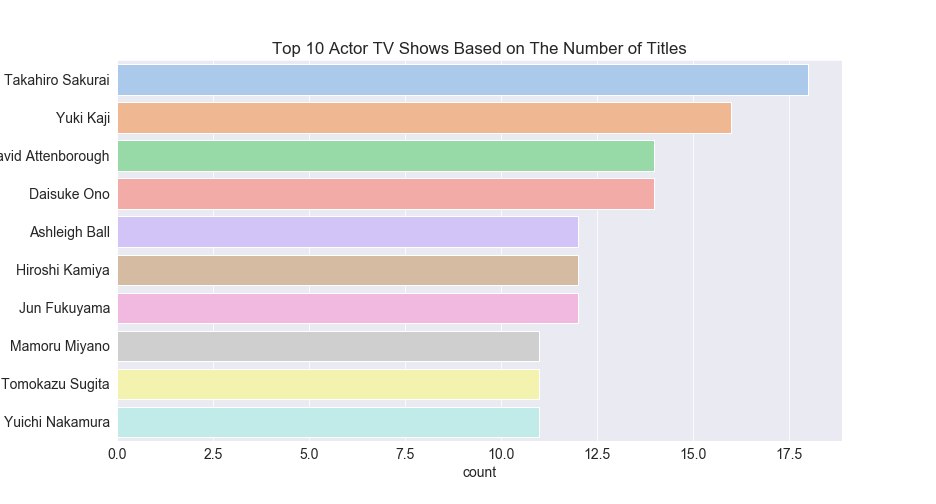 Top 10 Actor TV Shows Based on The Number of Titles
Takahiro Sakurai
Yuki Kaji
avid Attenborough
Daisuke Ono
Ashleigh Ball
Hiroshi Kamiya
Jun Fukuyama
Mamoru Miyano
Tomokazu Sugita
Yuichi Nakamura
0.0 2.5 5.0 7.5 10.0 12.5 15.0 17.5
count